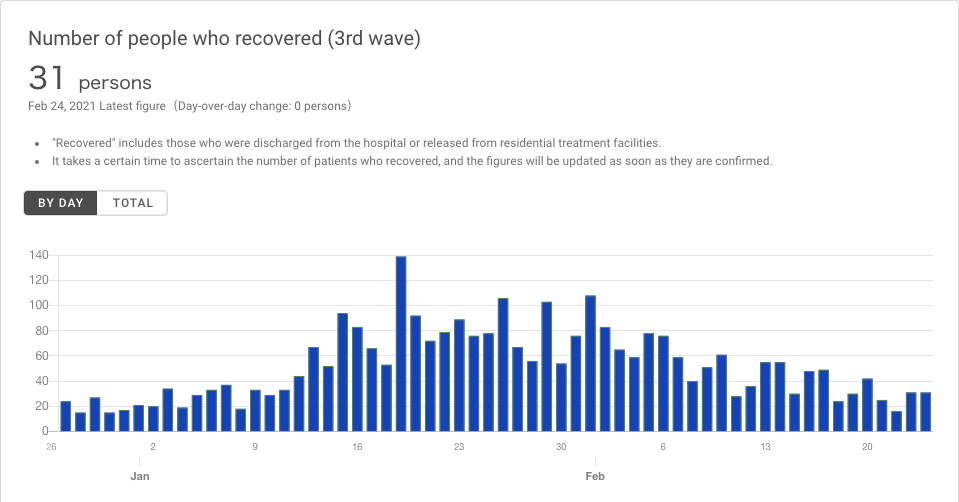 Number of people who recovered (3rd wave)
31 persons
Feb 24, 2021 Latest figure（Day-over-day change: 0 persons）
• "Recovered" includes those who were discharged from the hospital or released from residential treatment facilities.
• It takes a certain time to ascertain the number of patients who recovered, and the figures will be updated as soon as they are confirmed.
BY DAY TOTAL
140
120
100
80
60
40
20
0
26 2 9 16 23 30 6 13 20
Jan Feb